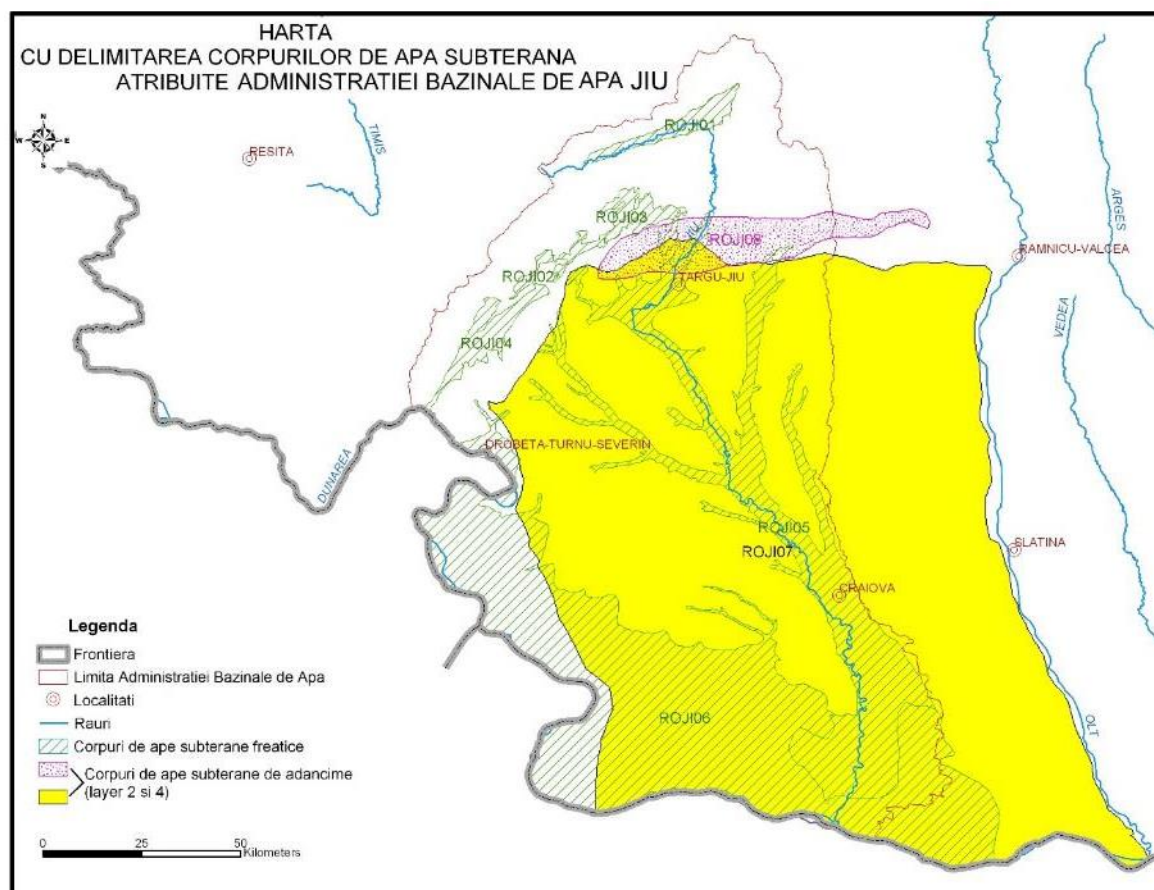 HARTA
CU DELIMITAREA CORPURILOR DE APA SUBTERANA
ATRIBUITE ADMINISTRATIEI BAZINALE DE APA JIU
N
W E
S
RESITA
TIMIS
ROJI01
ARGES
ROJI03
JIU
ROJI08
RAMNICU-VALCEA
ROJI02
TARGU-JIU
VEDEA
ROJI04
DROBETA-TURNU-SEVERIN
DUNAREA
ROJI05
ROJI07
SLATINA
CRAIOVA
ROJI06
OLT
Legenda
Frontiera
Limita Administratiei Bazinale de Apa
Localitati
Rauri
Corpuri de ape subterane freatice
Corpuri de ape subterane de adancime
(layer 2 si 4)
0 25 50
Kilometers